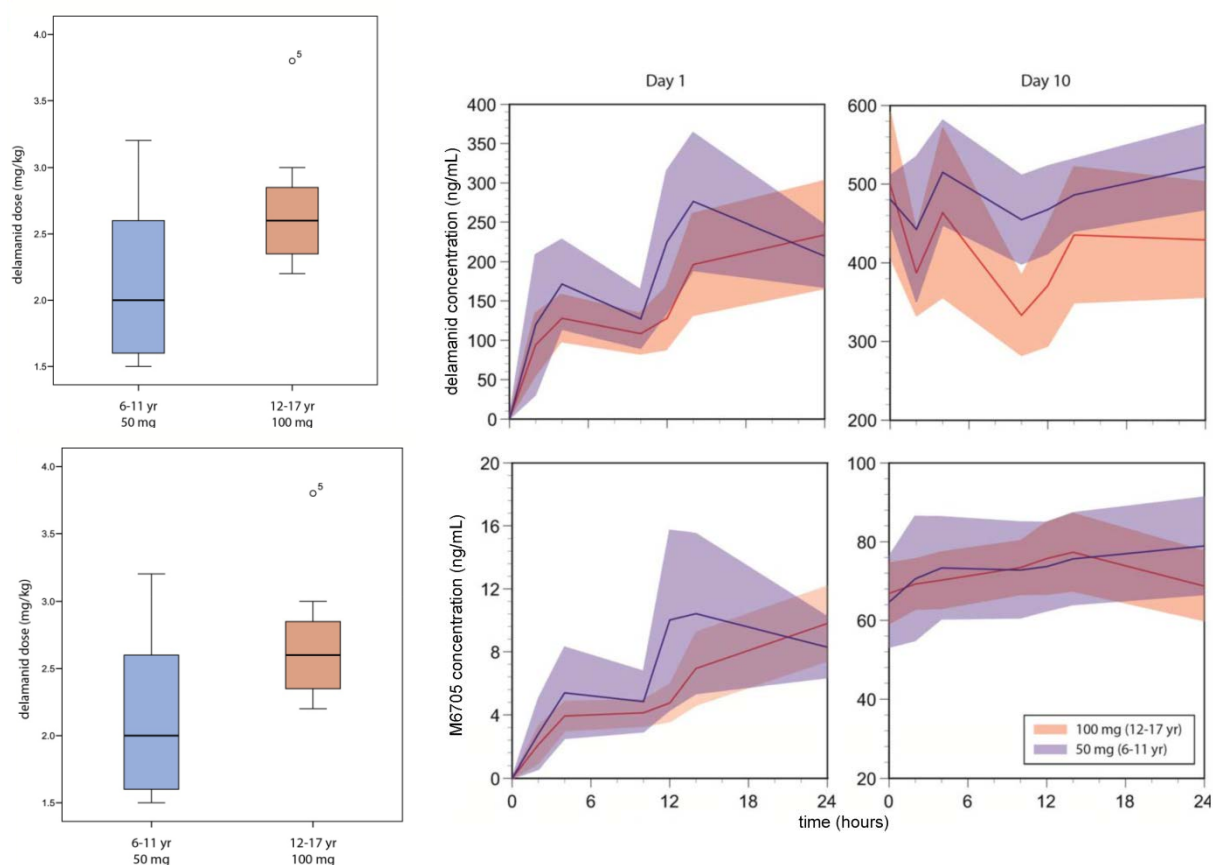 4.0
3.5
3.0
2.5
2.0
1.5
delamanid dose (mg/kg)
5
6-11 yr
50 mg
12-17 yr
100 mg
4.0
3.5
3.0
2.5
2.0
1.5
delamanid dose (mg/kg)
5
6-11 yr
50 mg
12-17 yr
100 mg
Day 1
Day 10
delamanid concentration (ng/mL)
400
350
300
250
200
150
100
50
0
600
500
400
300
200
M6705 concentration (ng/mL)
20
16
12
8
4
0
100
80
60
40
20
100 mg (12-17 yr)
50 mg (6-11 yr)
0 6 12 18 24
0 6 12 18 24
time (hours)